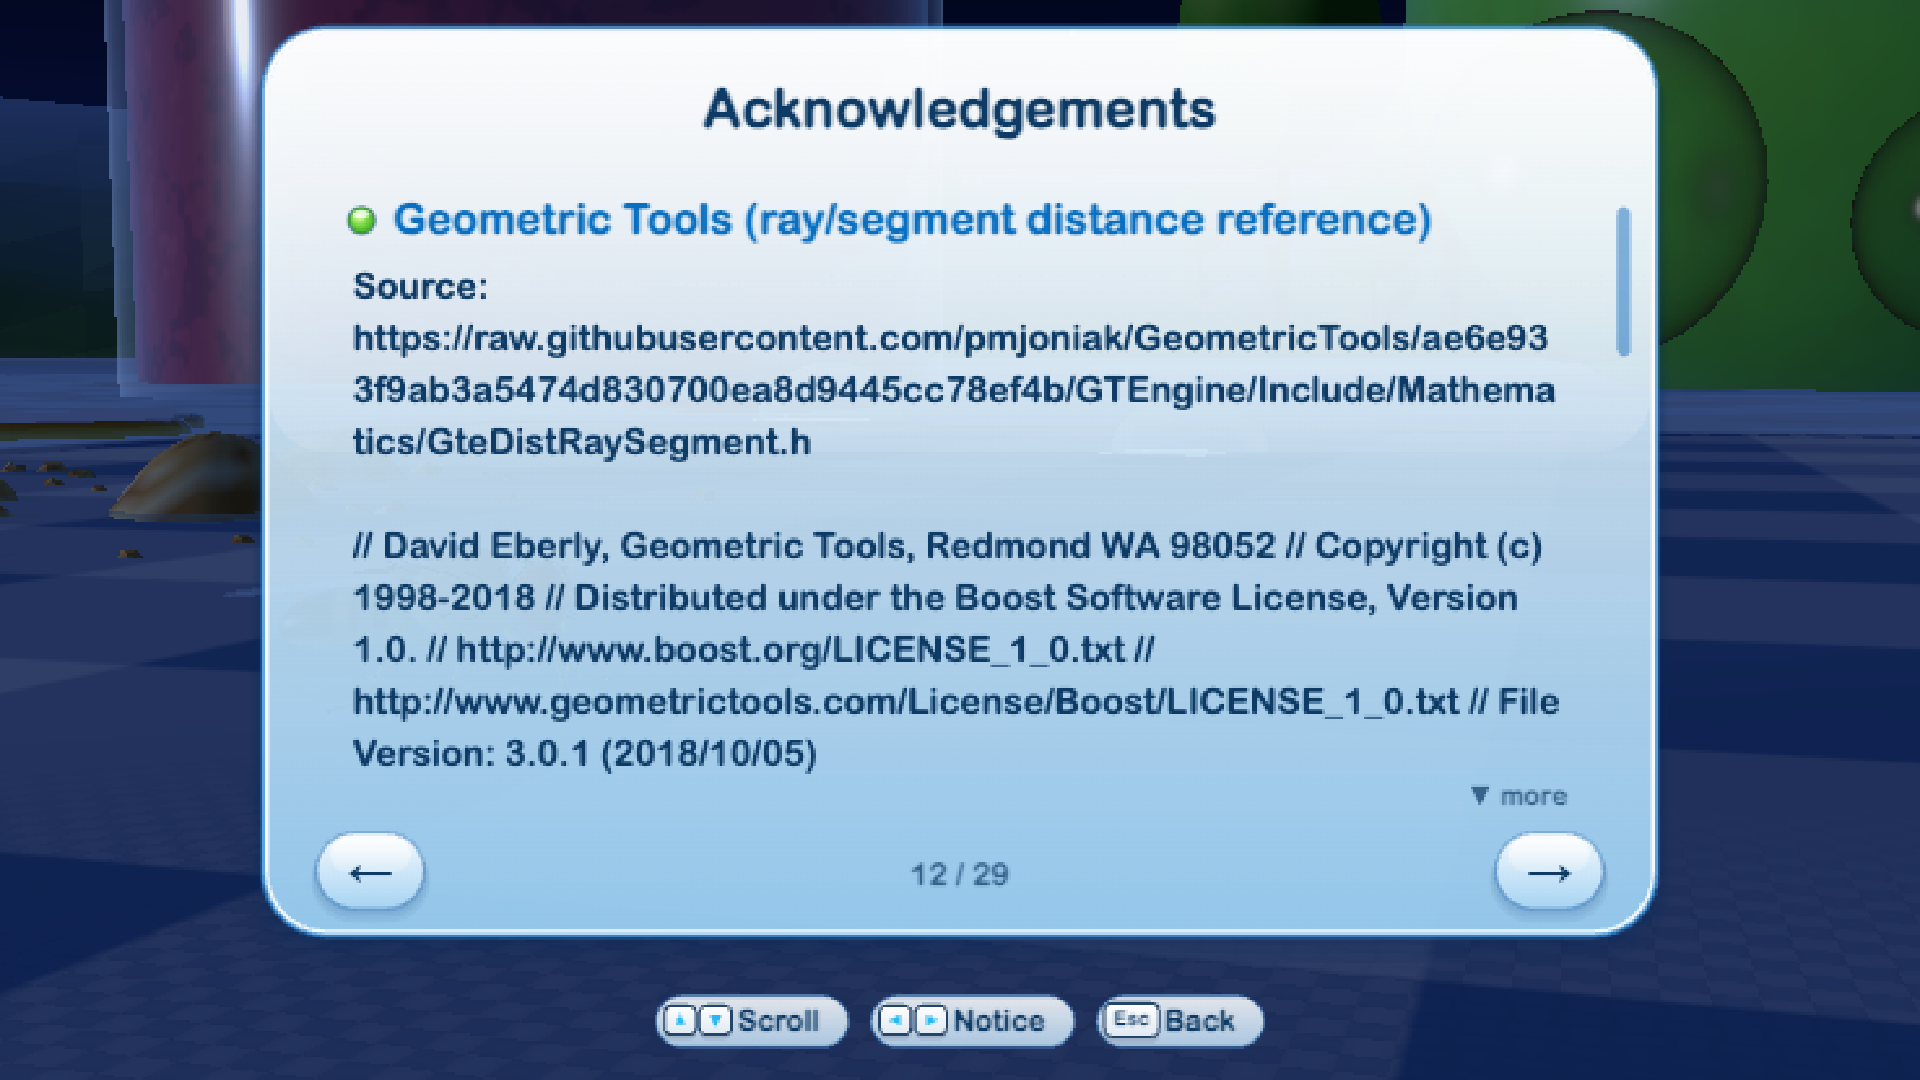 Acknowledgements
Geometric Tools (ray/segment distance reference)
Source:
https://raw.githubusercontent.com/pmjoniak/GeometricTools/ae6e93
3f9ab3a5474d830700ea8d9445cc78ef4b/GTEngine/Include/Mathema
tics/GteDistRaySegment.h
// David Eberly, Geometric Tools, Redmond WA 98052 // Copyright (c)
1998-2018 // Distributed under the Boost Software License, Version
1.0. // http://www.boost.org/LICENSE_1_0.txt //
http://www.geometrictools.com/License/Boost/LICENSE_1_0.txt // File
Version: 3.0.1 (2018/10/05)
▼ more
← 12 / 29 →
▲ ▼ Scroll ◄ ► Notice Esc Back